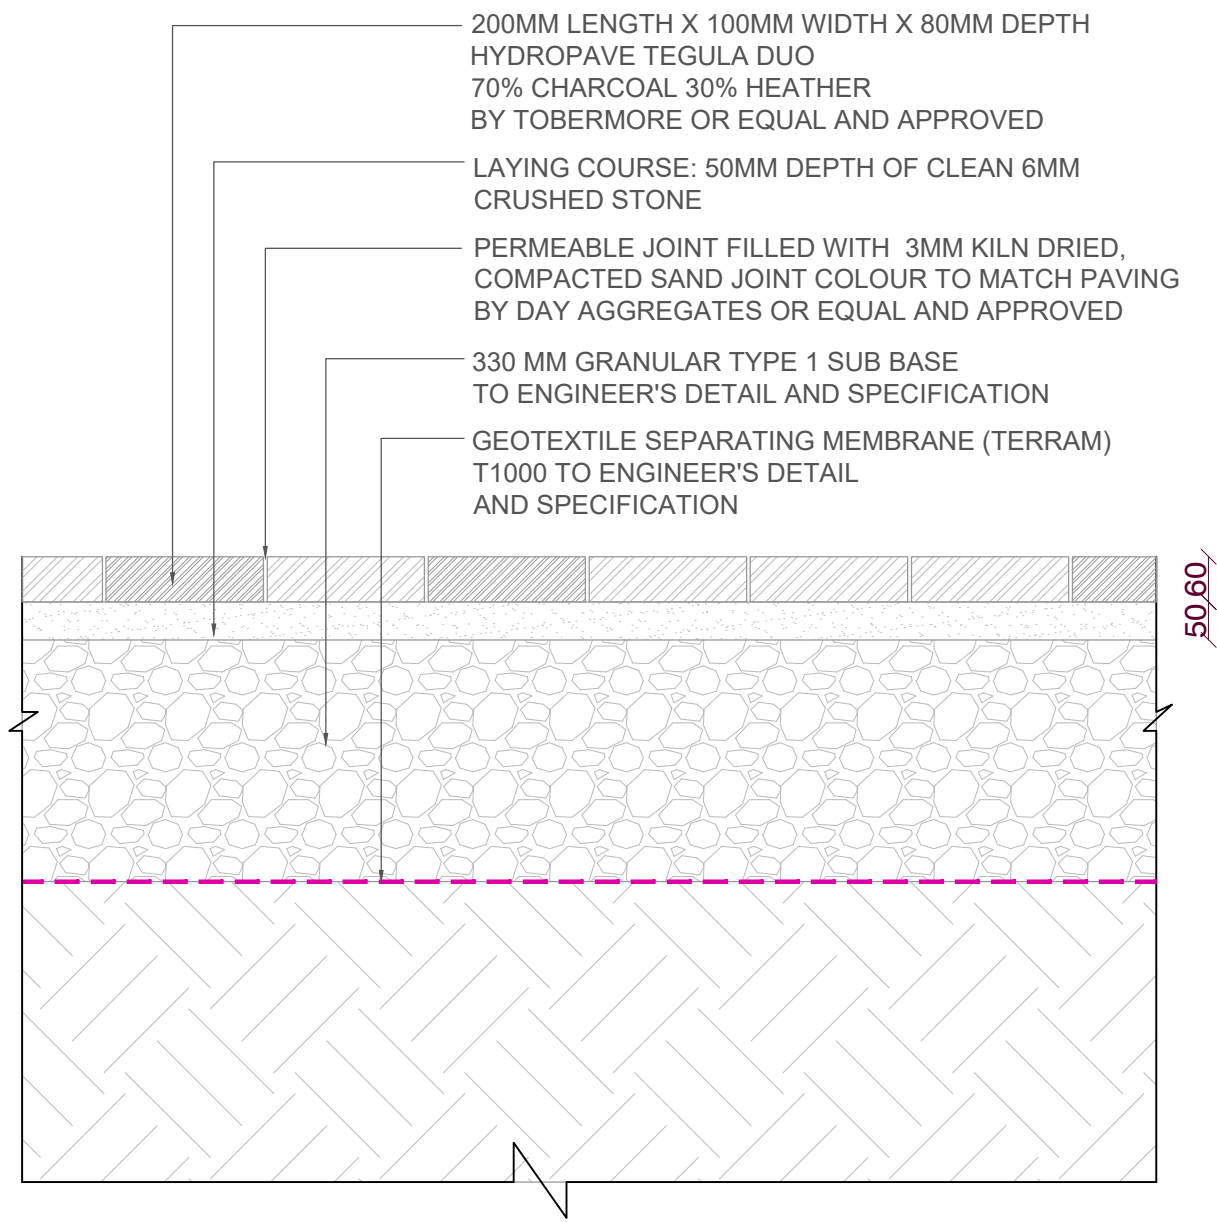 200MM LENGTH X 100MM WIDTH X 80MM DEPTH
HYDROPAVE TEGULA DUO
70% CHARCOAL 30% HEATHER
BY TOBERMORE OR EQUAL AND APPROVED
LAYING COURSE: 50MM DEPTH OF CLEAN 6MM
CRUSHED STONE
PERMEABLE JOINT FILLED WITH  3MM KILN DRIED,
COMPACTED SAND JOINT COLOUR TO MATCH PAVING
BY DAY AGGREGATES OR EQUAL AND APPROVED
330 MM GRANULAR TYPE 1 SUB BASE
TO ENGINEER'S DETAIL AND SPECIFICATION
GEOTEXTILE SEPARATING MEMBRANE (TERRAM)
T1000 TO ENGINEER'S DETAIL
AND SPECIFICATION
60
50